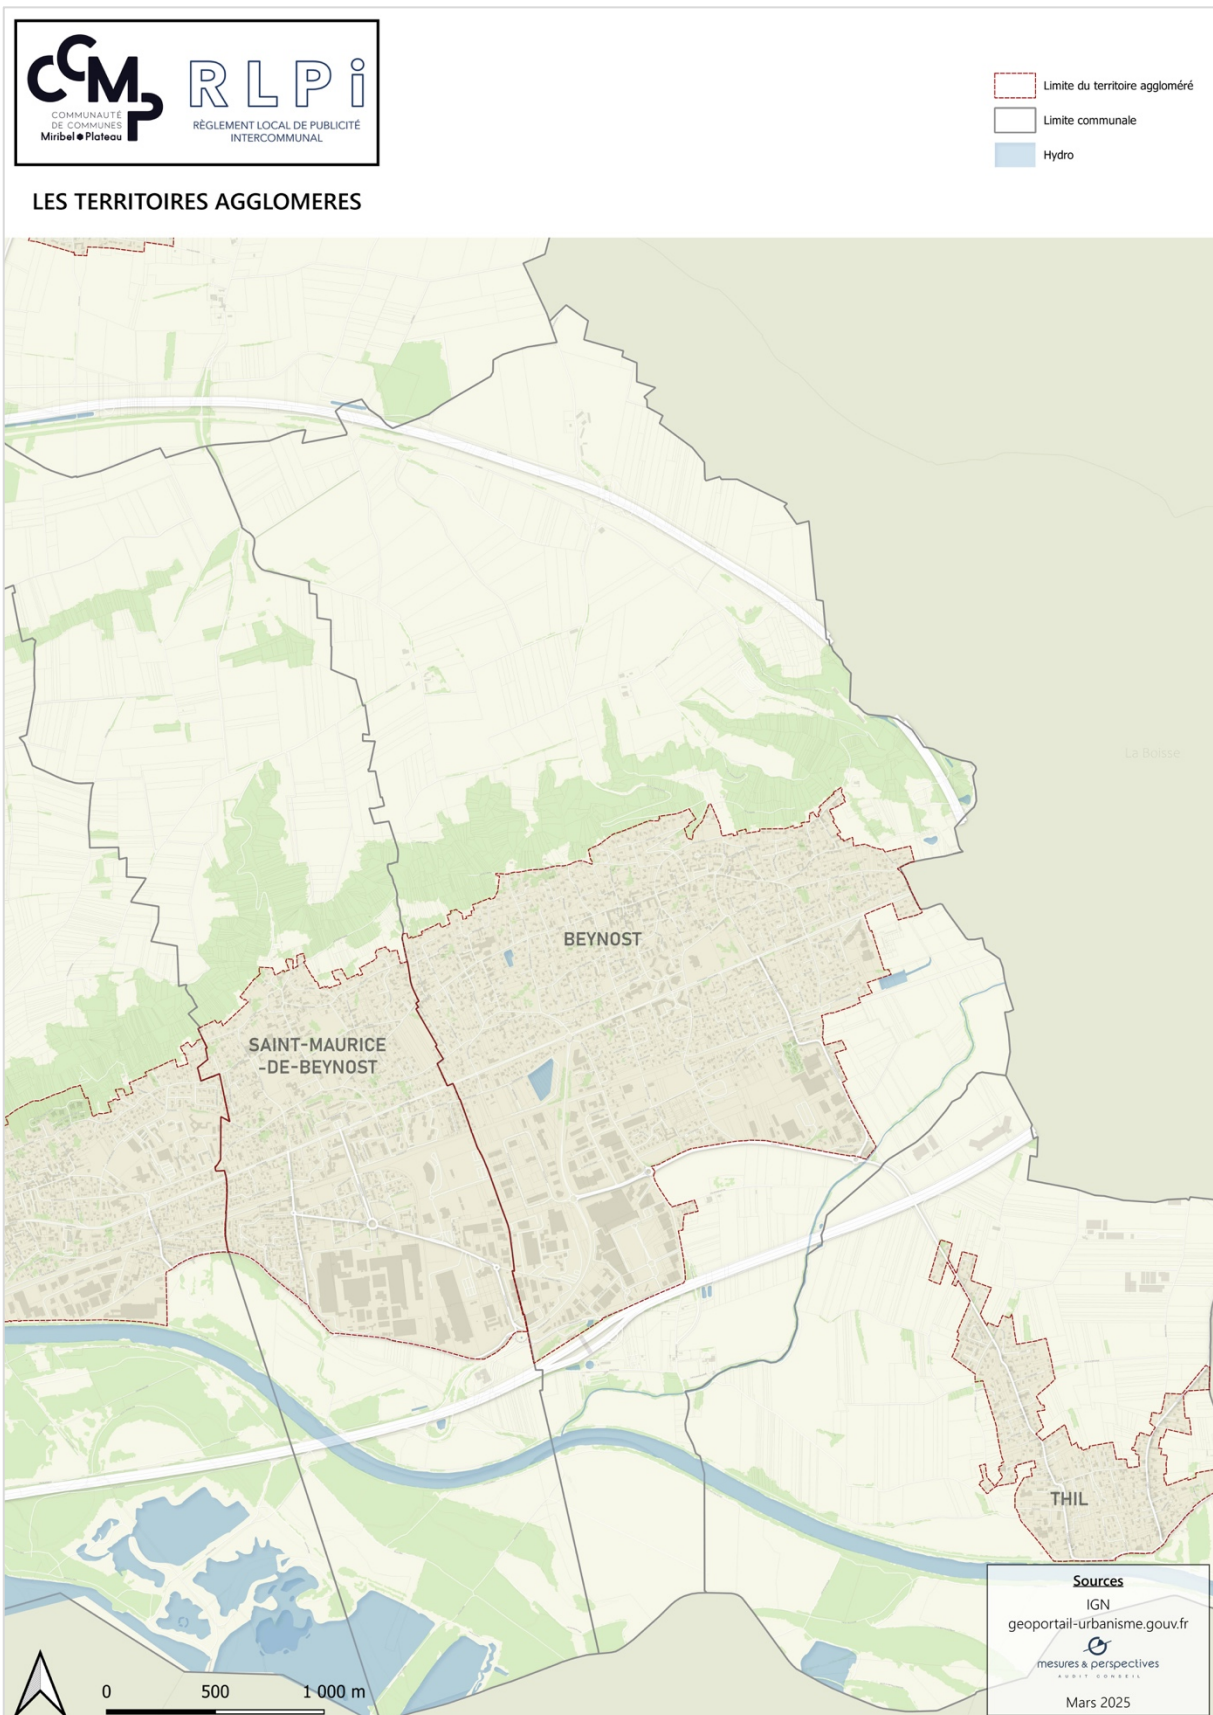 CCMP
COMMUNAUTÉ
DE COMMUNES
Miribel Plateau
RLPi
RÈGLEMENT LOCAL DE PUBLICITÉ
INTERCOMMUNAL
Limite du territoire aggloméré
Limite communale
Hydro
LES TERRITOIRES AGGLOMERES
La Boisse
BEYNOST
SAINT-MAURICE
-DE-BEYNOST
THIL
Sources
IGN
geoportail-urbanisme.gouv.fr
mesures & perspectives
AUDIT CONSEIL
Mars 2025
0 500 1 000 m